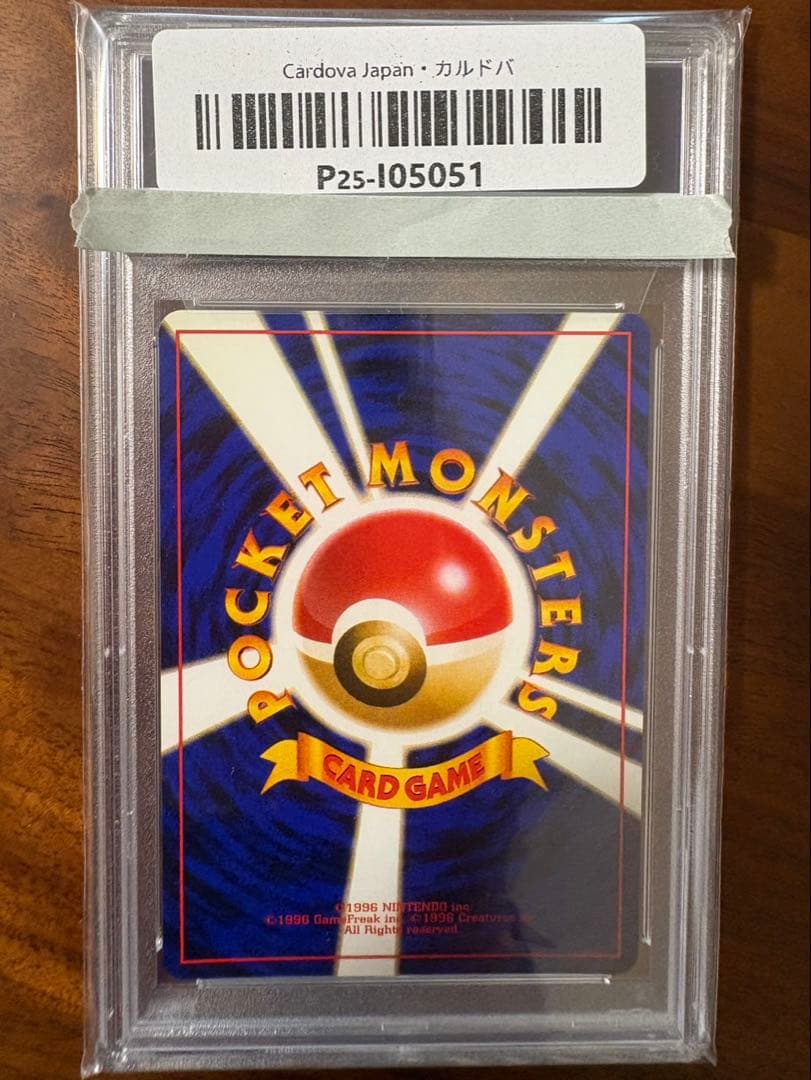 Cardova Japan・カルドバ
P25-I05051
POCKET MONSTERS
CARD GAME
©1996 NINTENDO inc.
©1996 GameFreak inc. ©1996 Creatures inc.
All Rights reserved.